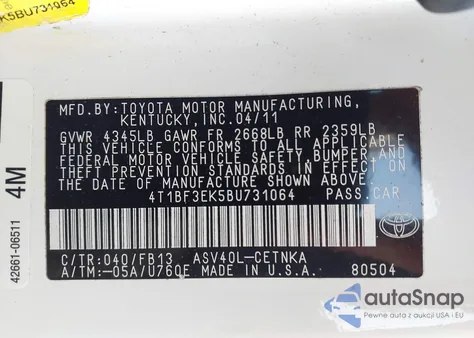 K5BU731064
MFD.BY:TOYOTA MOTOR MANUFACTURING,
KENTUCKY,INC.04/11
GVWR 4345LB GAWR FR 2668LB RR 2359LB
THIS VEHICLE CONFORMS TO ALL APPLICABLE
FEDERAL MOTOR VEHICLE SAFETY,BUMPER,AND
THEFT PREVENTION STANDARDS IN EFFECT ON
THE DATE OF MANUFACTURE SHOWN ABOVE.
4T1BF3EK5BU731064 PASS.CAR
C/TR:040/FB13 ASV40L-CETNKA
A/TM:-05A/U760E MADE IN U.S.A. 80504
TOYOTA
42661-06511
4M
autoSnap
Pewne auta z aukcji USA i EU